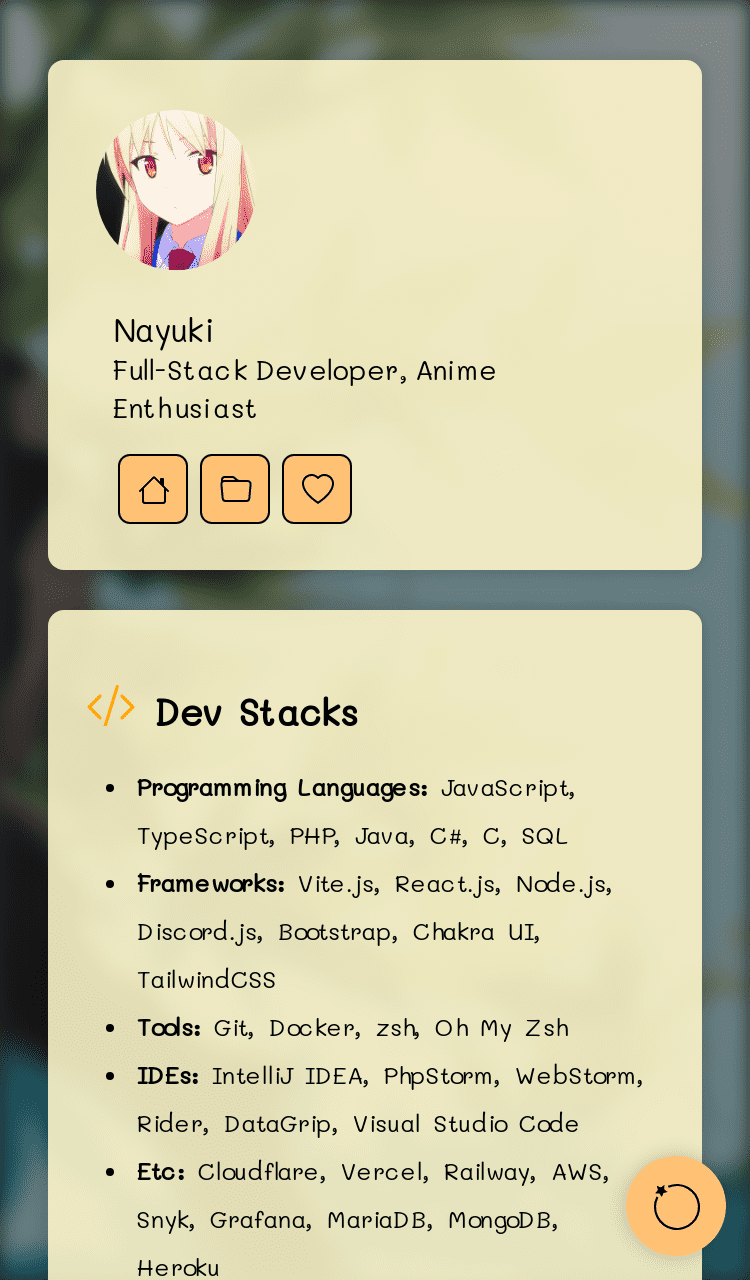 Nayuki
Full-Stack Developer, Anime
Enthusiast
Dev Stacks
Programming Languages: JavaScript,
TypeScript, PHP, Java, C#, C, SQL
Frameworks: Vite.js, React.js, Node.js,
Discord.js, Bootstrap, Chakra UI,
TailwindCSS
Tools: Git, Docker, zsh, Oh My Zsh
IDEs: IntelliJ IDEA, PhpStorm, WebStorm,
Rider, DataGrip, Visual Studio Code
Etc: Cloudflare, Vercel, Railway, AWS,
Snyk, Grafana, MariaDB, MongoDB,
Heroku